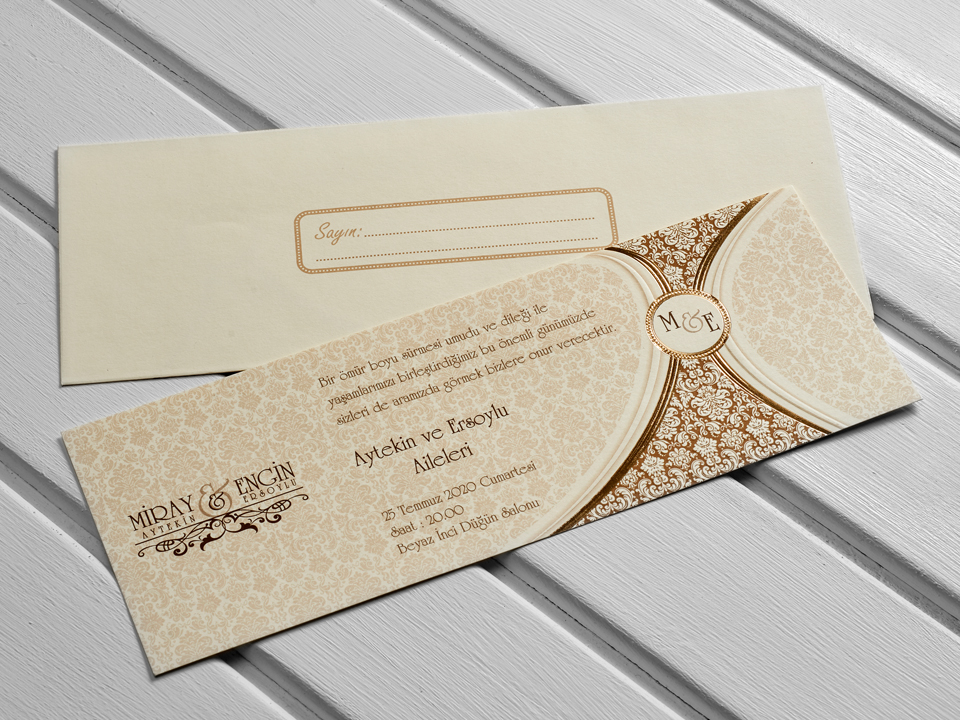 Sayın:
Bir ömür boyu sürmesi umudu ve dileği ile
yaşamlarımızı birleştirdiğimiz bu önemli günümüzde
sizleri de aramızda görmek bizlere onur verecektir.
Aytekin ve Ersoylu
Aileleri
25 Temmuz 2020 Cumartesi
Saat : 20.00
Beyaz İnci Düğün Salonu
MİRAY & ENGİN
AYTEKİN ERSOYLU
M&E